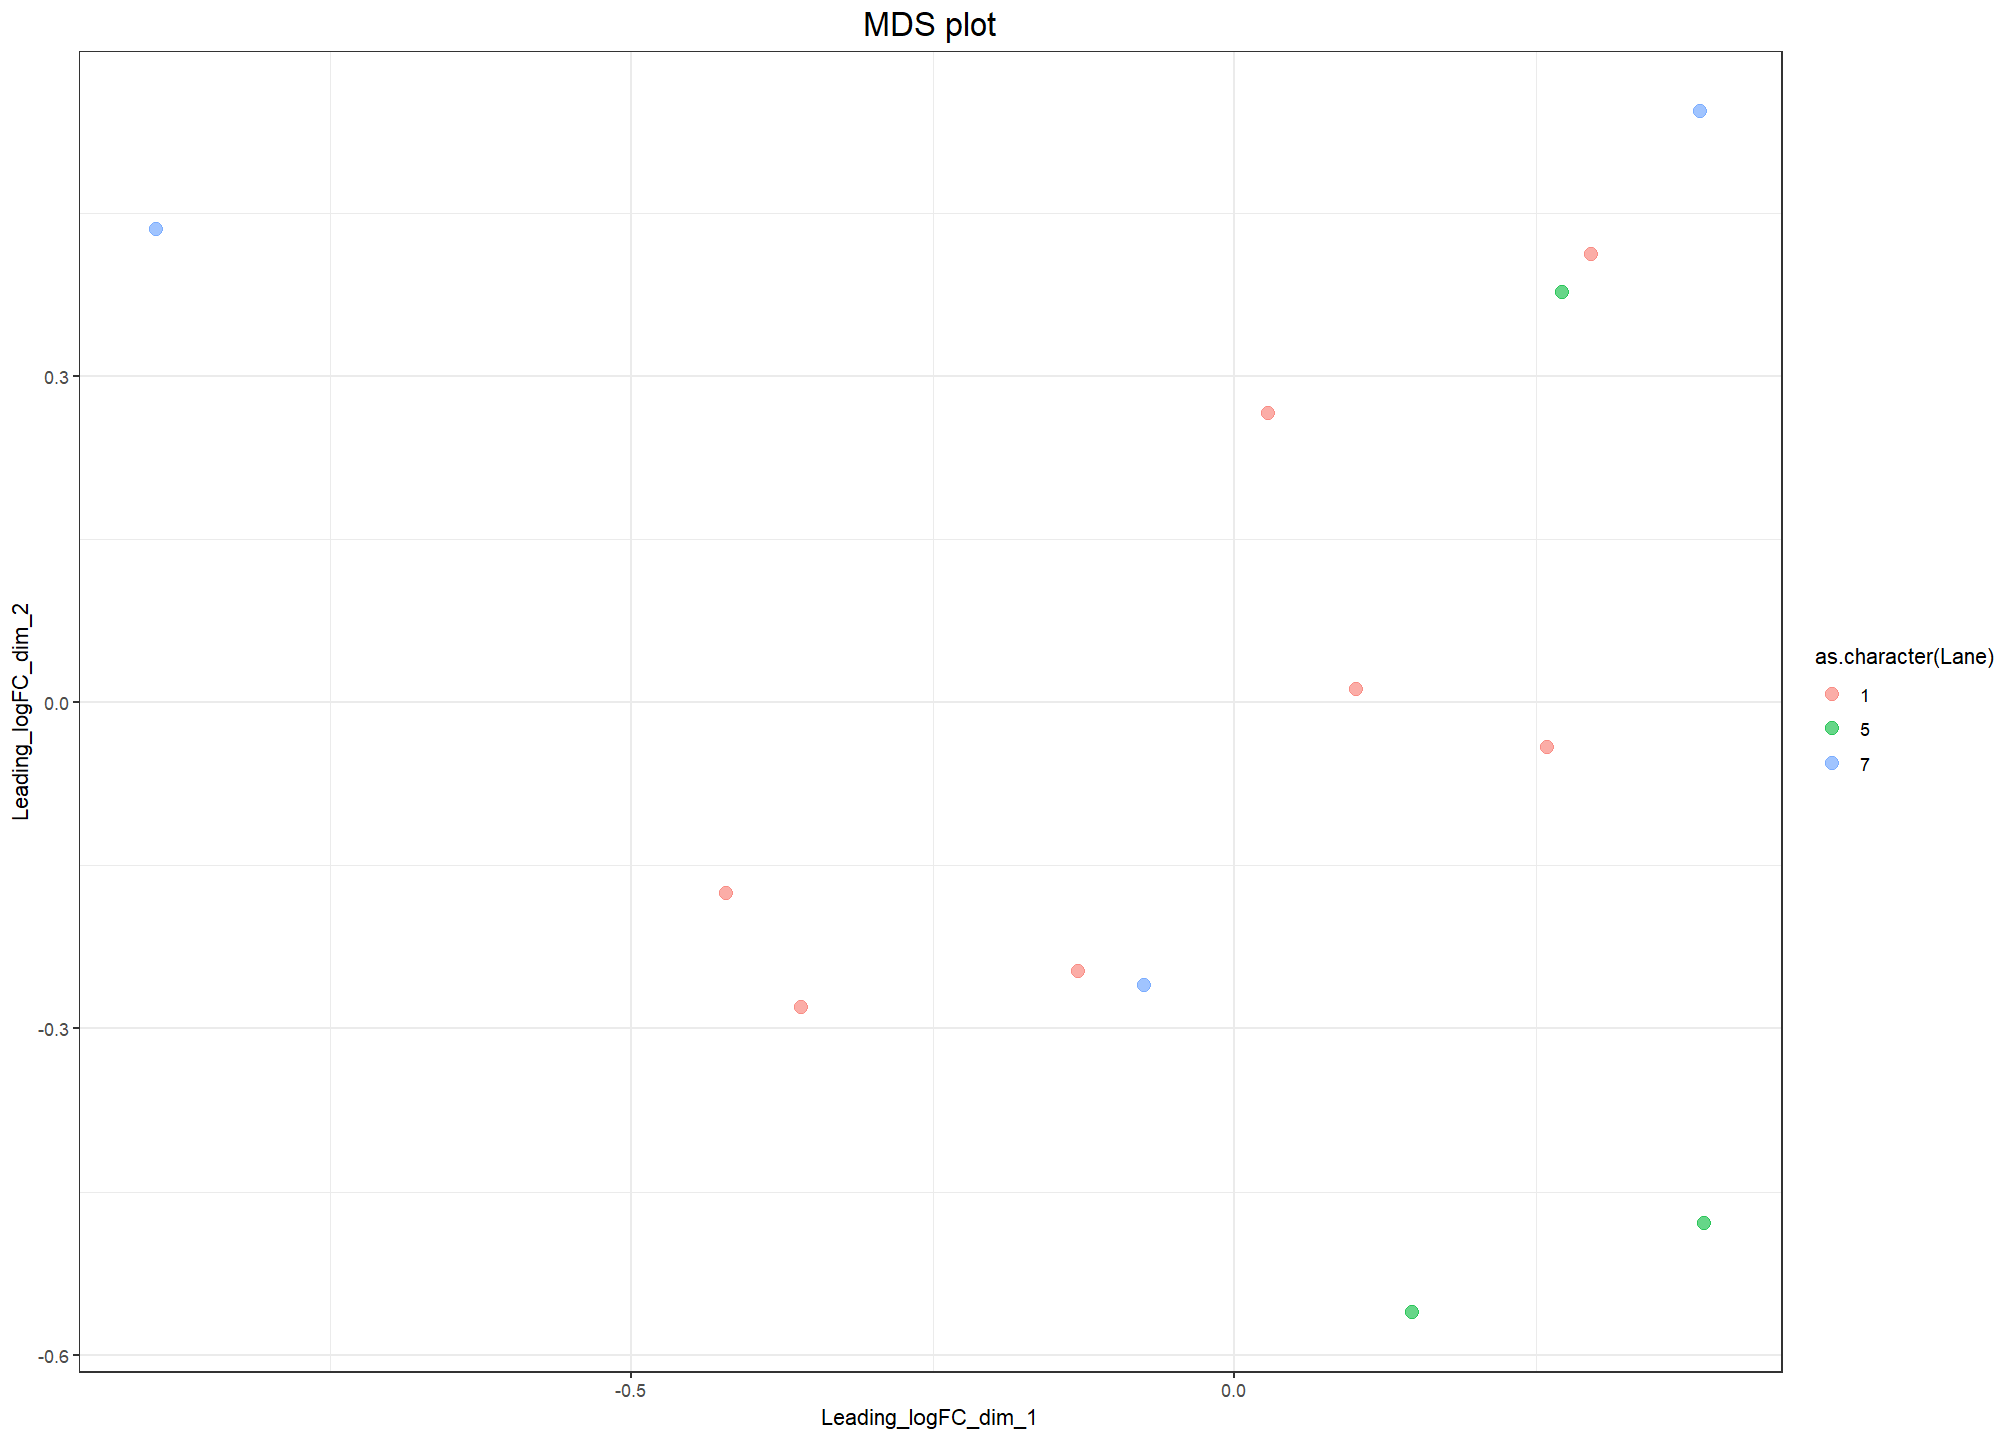 MDS plot
Leading_logFC_dim_2
0.3
0.0
-0.3
-0.6
-0.5
0.0
Leading_logFC_dim_1
as.character(Lane)
1
5
7